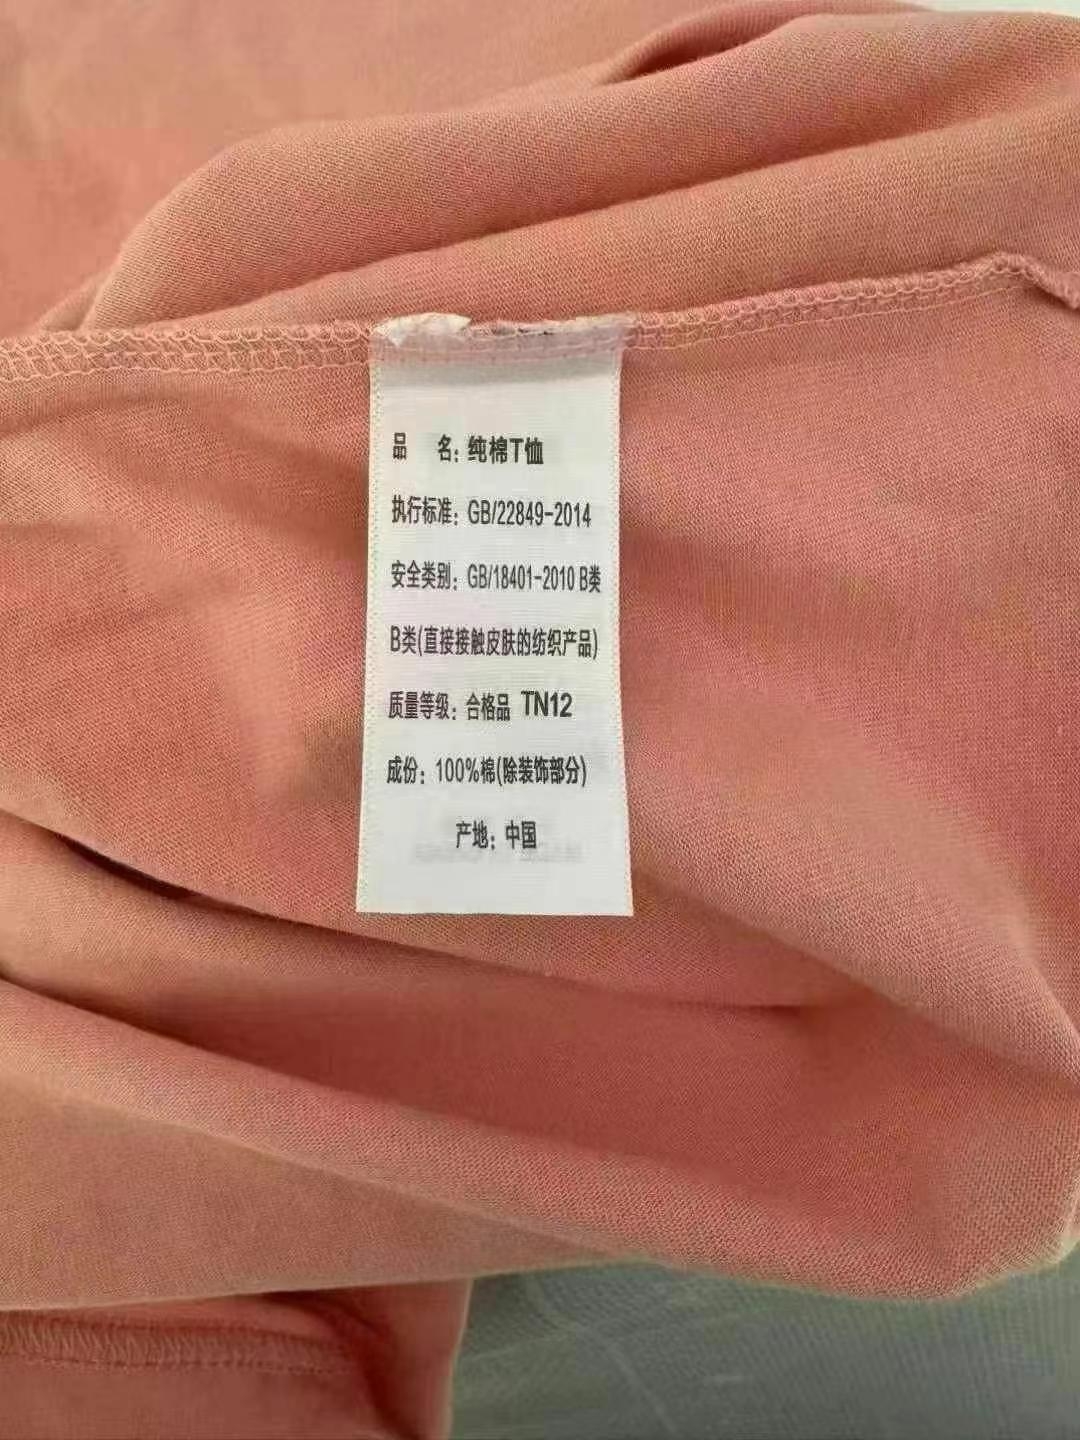 品 名: 纯棉T恤
执行标准: GB/22849-2014
安全类别: GB/18401-2010 B类
B类(直接接触皮肤的纺织产品)
质量等级: 合格品 TN12
成份: 100%棉(除装饰部分)
产地: 中国